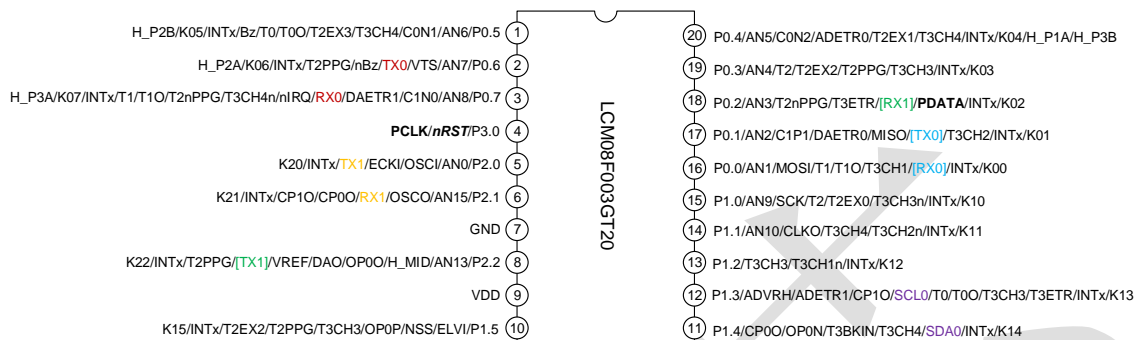 H_P2B/K05/INTx/Bz/T0/T0O/T2EX3/T3CH4/C0N1/AN6/P0.5 1
H_P2A/K06/INTx/T2PPG/nBz/TX0/VTS/AN7/P0.6 2
H_P3A/K07/INTx/T1/T1O/T2nPPG/T3CH4n/nIRQ/RX0/DAETR1/C1N0/AN8/P0.7 3
PCLK/nRST/P3.0 4
K20/INTx/TX1/ECKI/OSCI/AN0/P2.0 5
K21/INTx/CP1O/CP0O/RX1/OSCO/AN15/P2.1 6
GND 7
K22/INTx/T2PPG/[TX1]/VREF/DAO/OP0O/H_MID/AN13/P2.2 8
VDD 9
K15/INTx/T2EX2/T2PPG/T3CH3/OP0P/NSS/ELVI/P1.5 10
LCM08F003GT20
20 P0.4/AN5/C0N2/ADETR0/T2EX1/T3CH4/INTx/K04/H_P1A/H_P3B
19 P0.3/AN4/T2/T2EX2/T2PPG/T3CH3/INTx/K03
18 P0.2/AN3/T2nPPG/T3ETR/[RX1]/PDATA/INTx/K02
17 P0.1/AN2/C1P1/DAETR0/MISO/[TX0]/T3CH2/INTx/K01
16 P0.0/AN1/MOSI/T1/T1O/T3CH1/[RX0]/INTx/K00
15 P1.0/AN9/SCK/T2/T2EX0/T3CH3n/INTx/K10
14 P1.1/AN10/CLKO/T3CH4/T3CH2n/INTx/K11
13 P1.2/T3CH3/T3CH1n/INTx/K12
12 P1.3/ADVRH/ADETR1/CP1O/SCL0/T0/T0O/T3CH3/T3ETR/INTx/K13
11 P1.4/CP0O/OP0N/T3BKIN/T3CH4/SDA0/INTx/K14